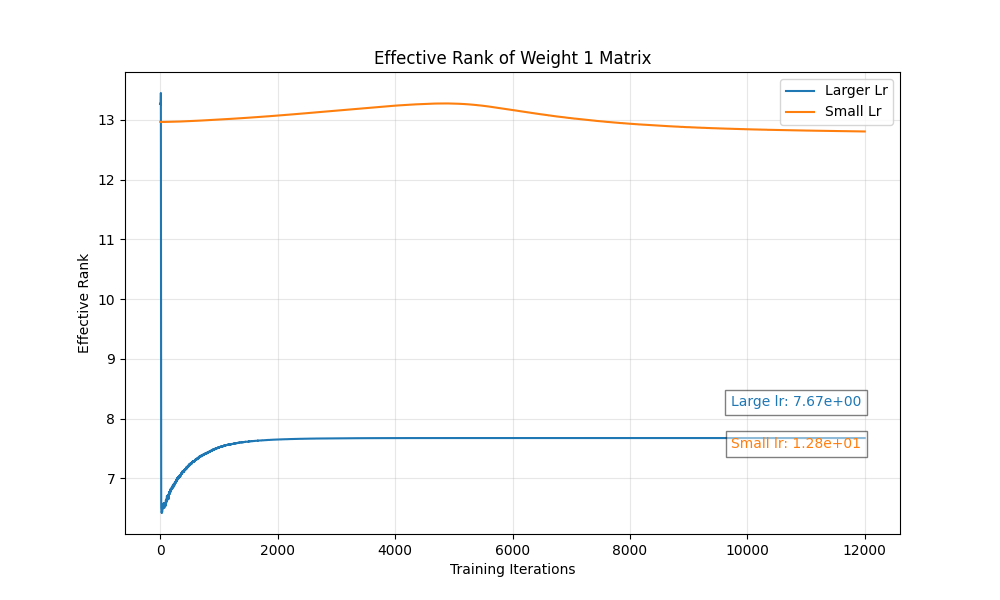 Effective Rank of Weight 1 Matrix
Larger Lr
Small Lr
Effective Rank
13
12
11
10
9
8
7
Large lr: 7.67e+00
Small lr: 1.28e+01
0
2000
4000
6000
8000
10000
12000
Training Iterations